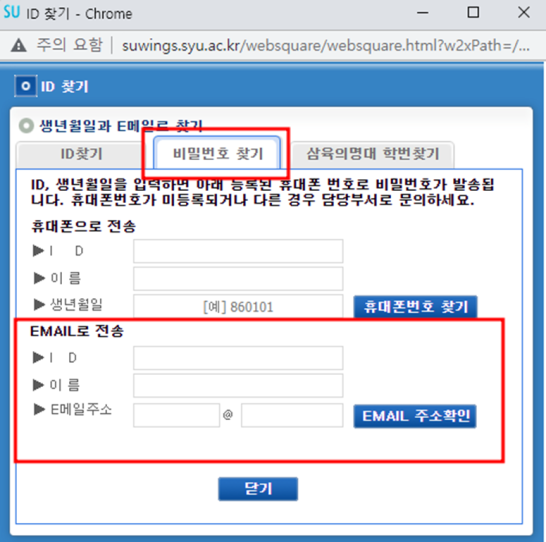 SU ID 찾기 - Chrome
주의 요함 | suwings.syu.ac.kr/websquare/websquare.html?w2xPath=/...
ID 찾기
생년월일과 E메일로 찾기
ID찾기 비밀번호 찾기 삼육의명대 학번찾기
ID, 생년월일을 입력하면 아래 등록된 휴대폰 번호로 비밀번호가 발송됩
니다. 휴대폰번호가 미등록되거나 다른 경우 담당부서로 문의하세요.
휴대폰으로 전송
▶ I D
▶ 이 름
▶ 생년월일 [예] 860101 휴대폰번호 찾기
EMAIL로 전송
▶ I D
▶ 이 름
▶ E메일주소 @ EMAIL 주소확인
닫기